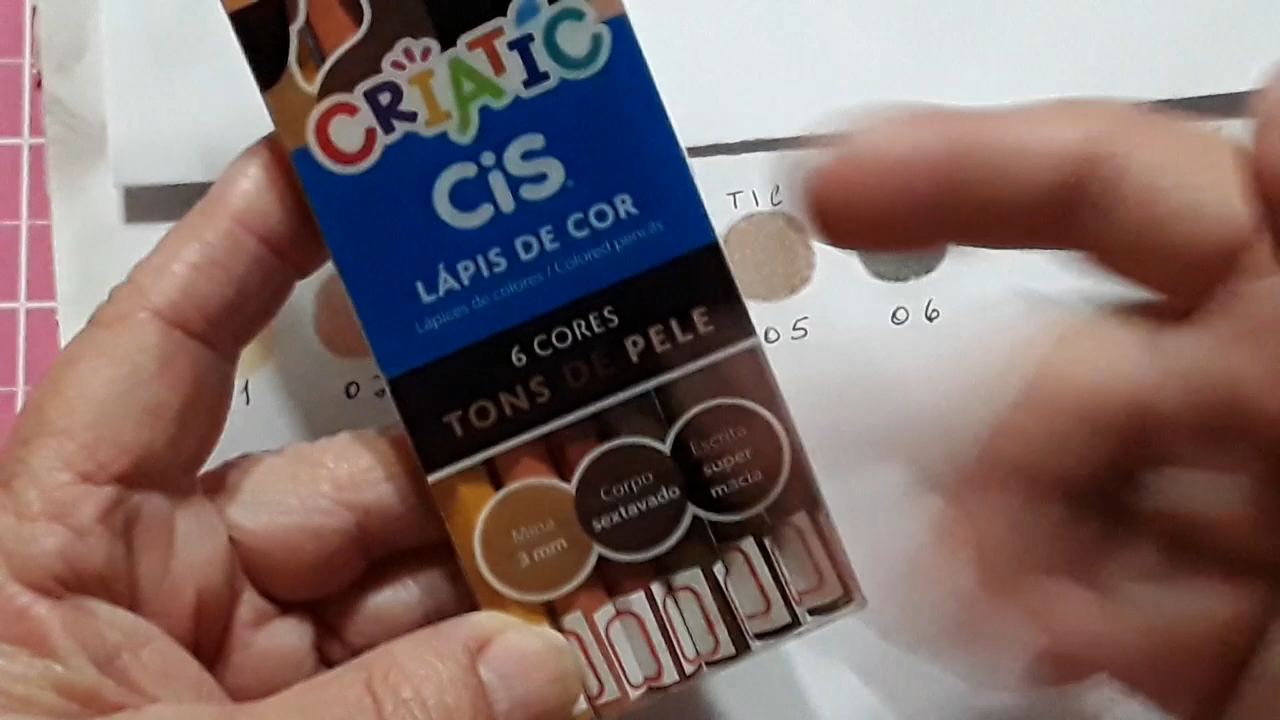 CRIATIC
CiS
LÁPIS DE COR
Lápices de colores / Colored pencils
6 CORES
TONS DE PELE
Mina
3 mm
Corpo
sextavado
Escrita
super
macia
TIC
05
06